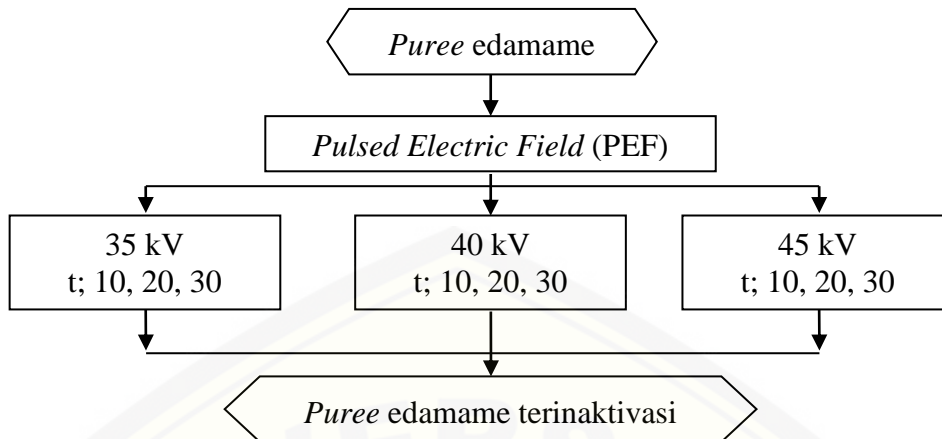 Puree edamame
Pulsed Electric Field (PEF)
35 kV
t; 10, 20, 30
40 kV
t; 10, 20, 30
45 kV
t; 10, 20, 30
Puree edamame terinaktivasi